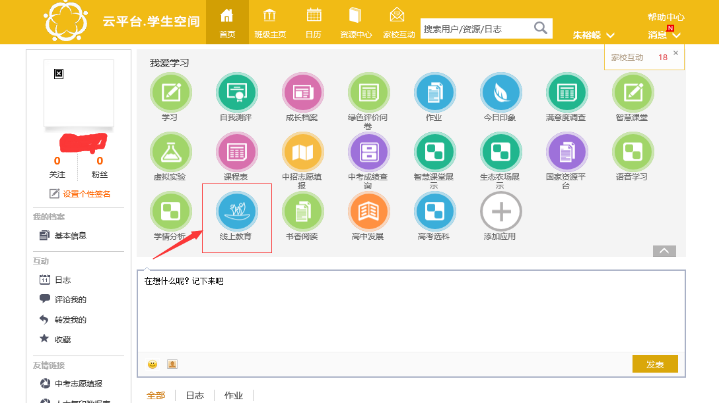 云平台.学生空间
首页
班级主页
日历
资源中心
家校互动
搜索用户/资源/日志
帮助中心
消息
N
家校互动 18
×
我爱学习
学习
自我测评
成长档案
绿色评价问
卷
作业
今日印象
满意度调查
智慧课堂
虚拟实验
课程表
中招志愿填
报
中考成绩查
询
智慧课堂展
示
生态农场展
示
国家资源平
台
语音学习
学情分析
线上教育
书香阅读
高中发展
高考选科
添加应用
0 0
关注 粉丝
设置个性签名
我的档案
基本信息
互动
日志
评论我的
转发我的
收藏
友情链接
中考志愿填报
在想什么呢？记下来吧
发表
全部 日志 作业